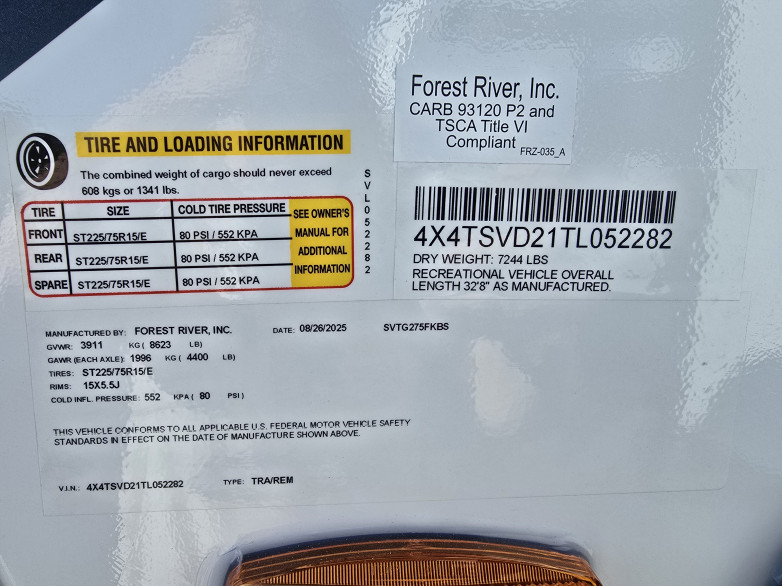 Forest River, Inc.
CARB 93120 P2 and
TSCA Title VI
Compliant
FRZ-035_A
TIRE AND LOADING INFORMATION
The combined weight of cargo should never exceed
608 kgs or 1341 lbs.
TIRE SIZE COLD TIRE PRESSURE
FRONT ST225/75R15/E 80 PSI / 552 KPA
REAR ST225/75R15/E 80 PSI / 552 KPA
SPARE ST225/75R15/E 80 PSI / 552 KPA
SEE OWNER'S
MANUAL FOR
ADDITIONAL
INFORMATION
SVL052282
4X4TSVD21TL052282
DRY WEIGHT: 7244 LBS
RECREATIONAL VEHICLE OVERALL
LENGTH 32'8" AS MANUFACTURED.
MANUFACTURED BY: FOREST RIVER, INC. DATE: 08/26/2025 SVTG275FKBS
GVWR: 3911 KG ( 8623 LB)
GAWR (EACH AXLE): 1996 KG ( 4400 LB)
TIRES: ST225/75R15/E
RIMS: 15X5.5J
COLD INFL. PRESSURE: 552 KPA ( 80 PSI )
THIS VEHICLE CONFORMS TO ALL APPLICABLE U.S. FEDERAL MOTOR VEHICLE SAFETY
STANDARDS IN EFFECT ON THE DATE OF MANUFACTURE SHOWN ABOVE.
V.I.N.: 4X4TSVD21TL052282 TYPE: TRA/REM